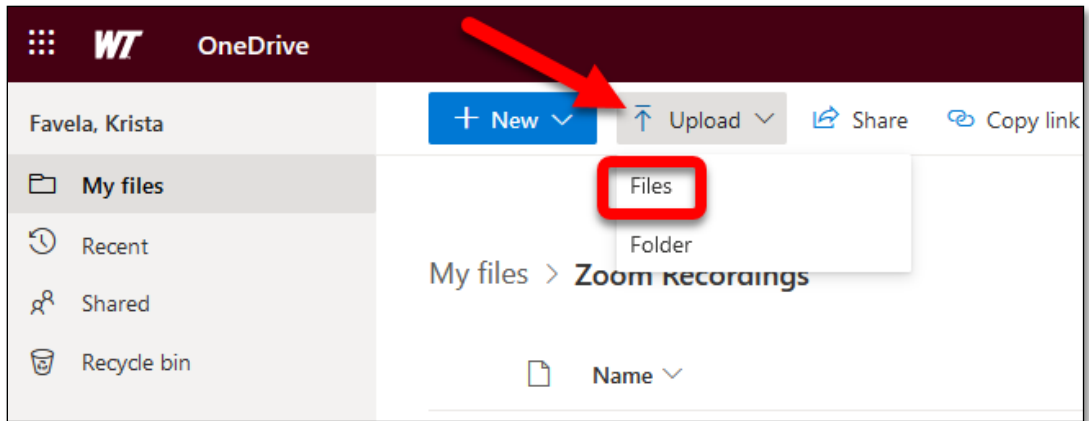 WT OneDrive
Favela, Krista
+ New Upload Share Copy link
My files
Files
Recent
Folder
My files > Zoom Recordings
Shared
Recycle bin
Name